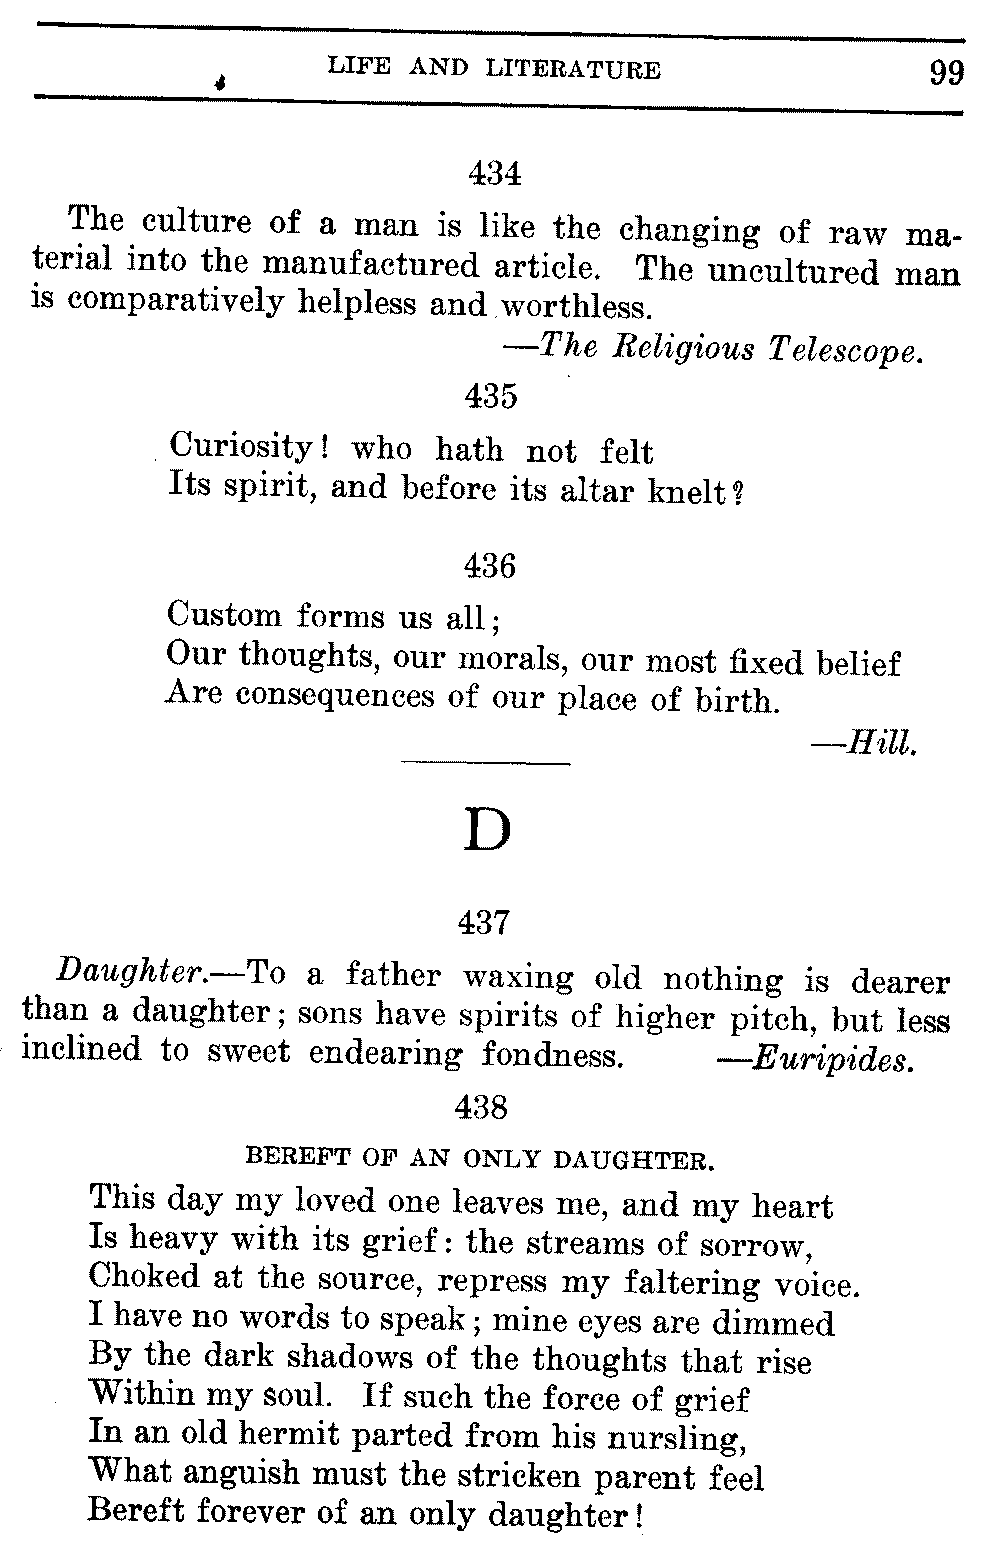 LIFE AND LITERATURE 99
434
The culture of a man is like the changing of raw ma-
terial into the manufactured article. The uncultured man
is comparatively helpless and worthless.
—The Religious Telescope.
435
Curiosity! who hath not felt
Its spirit, and before its altar knelt?
436
Custom forms us all;
Our thoughts, our morals, our most fixed belief
Are consequences of our place of birth.
—Hill.
D
437
Daughter.—To a father waxing old nothing is dearer
than a daughter; sons have spirits of higher pitch, but less
inclined to sweet endearing fondness. —Euripides.
438
BEREFT OF AN ONLY DAUGHTER.
This day my loved one leaves me, and my heart
Is heavy with its grief: the streams of sorrow,
Choked at the source, repress my faltering voice.
I have no words to speak; mine eyes are dimmed
By the dark shadows of the thoughts that rise
Within my soul. If such the force of grief
In an old hermit parted from his nursling,
What anguish must the stricken parent feel
Bereft forever of an only daughter!